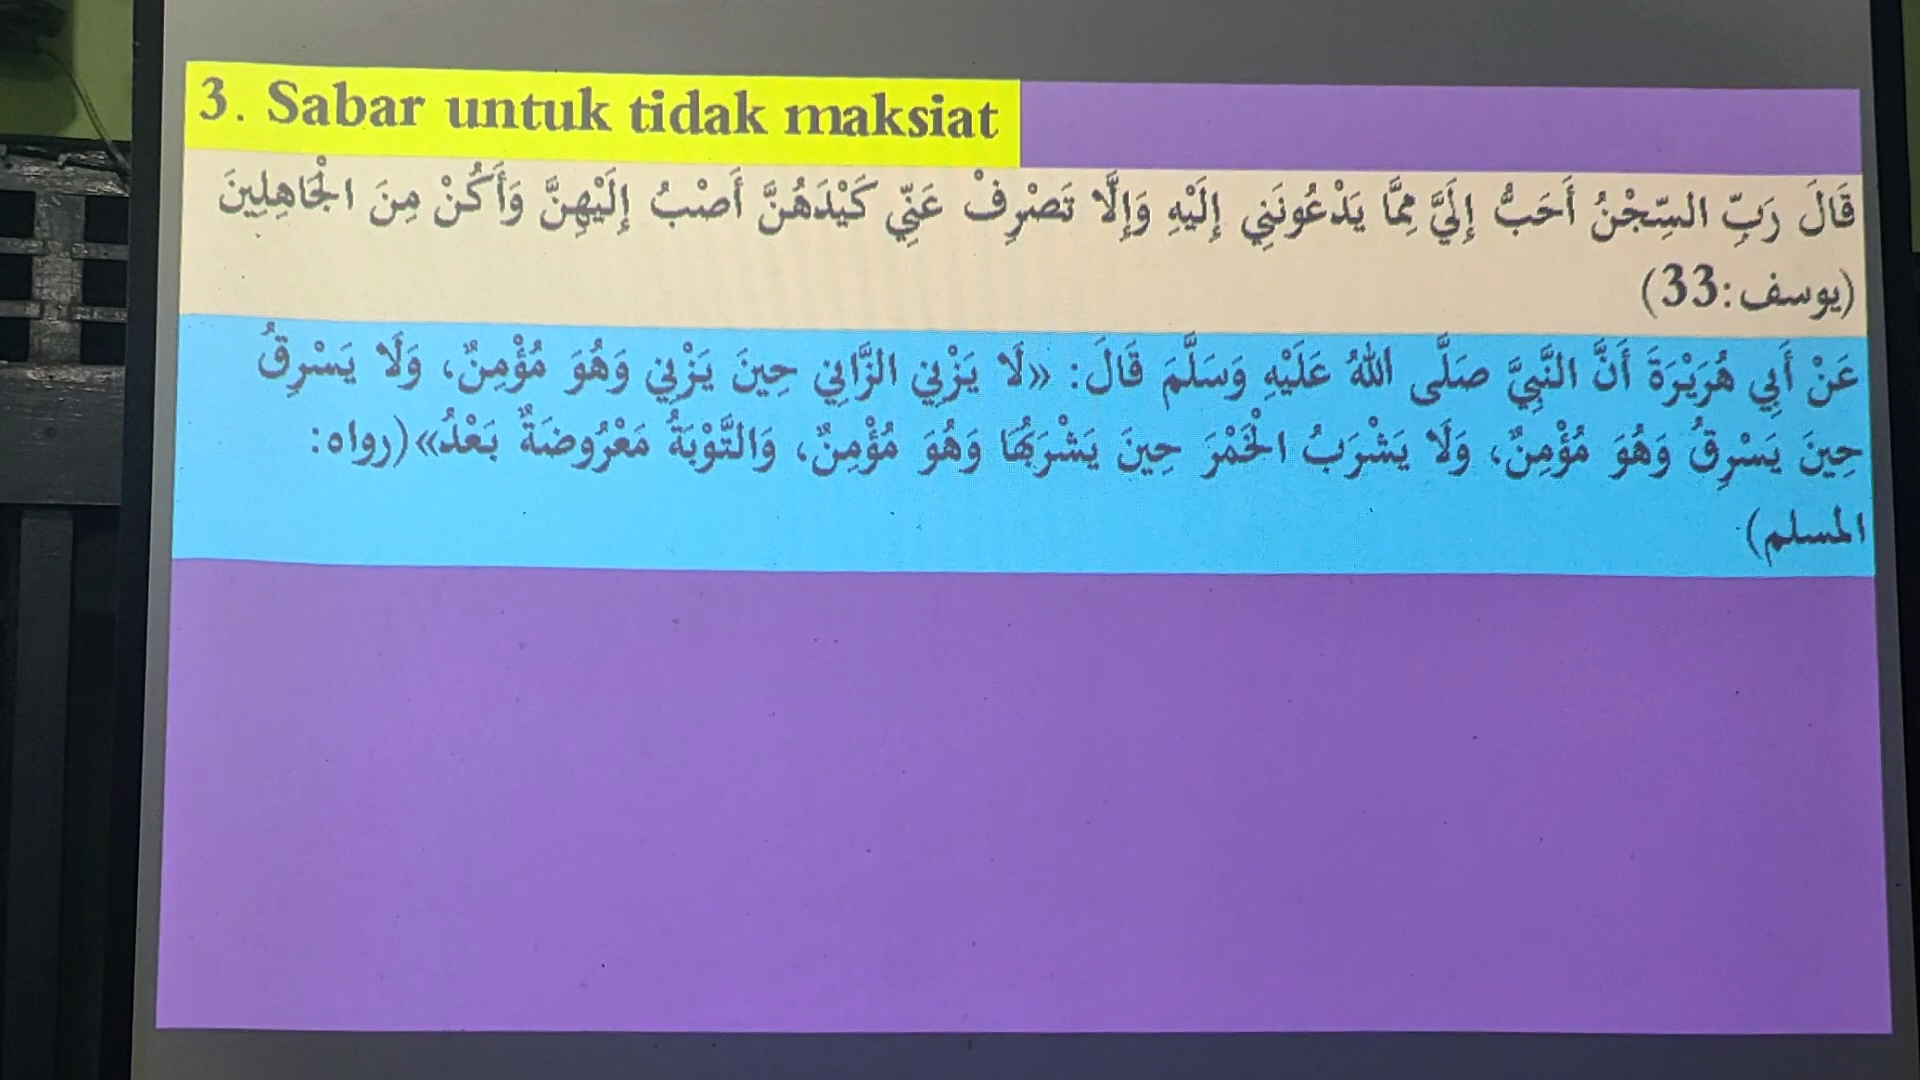 3. Sabar untuk tidak maksiat
قَالَ رَبِّ السِّجْنُ أَحَبُّ إِلَيَّ مِمَّا يَدْعُونَنِي إِلَيْهِ وَإِلَّا تَصْرِفْ عَنِّي كَيْدَهُنَّ أَصْبُ إِلَيْهِنَّ وَأَكُنْ مِنَ الْجَاهِلِينَ
(يوسف:33)
عَنْ أَبِي هُرَيْرَةَ أَنَّ النَّبِيَّ صَلَّى اللهُ عَلَيْهِ وَسَلَّمَ قَالَ: «لَا يَزْنِي الزَّانِي حِينَ يَزْنِي وَهُوَ مُؤْمِنٌ، وَلَا يَسْرِقُ
حِينَ يَسْرِقُ وَهُوَ مُؤْمِنٌ، وَلَا يَشْرَبُ الْخَمْرَ حِينَ يَشْرَبُهَا وَهُوَ مُؤْمِنٌ، وَالتَّوْبَةُ مَعْرُوضَةٌ بَعْدُ»(رواه:
المسلم)